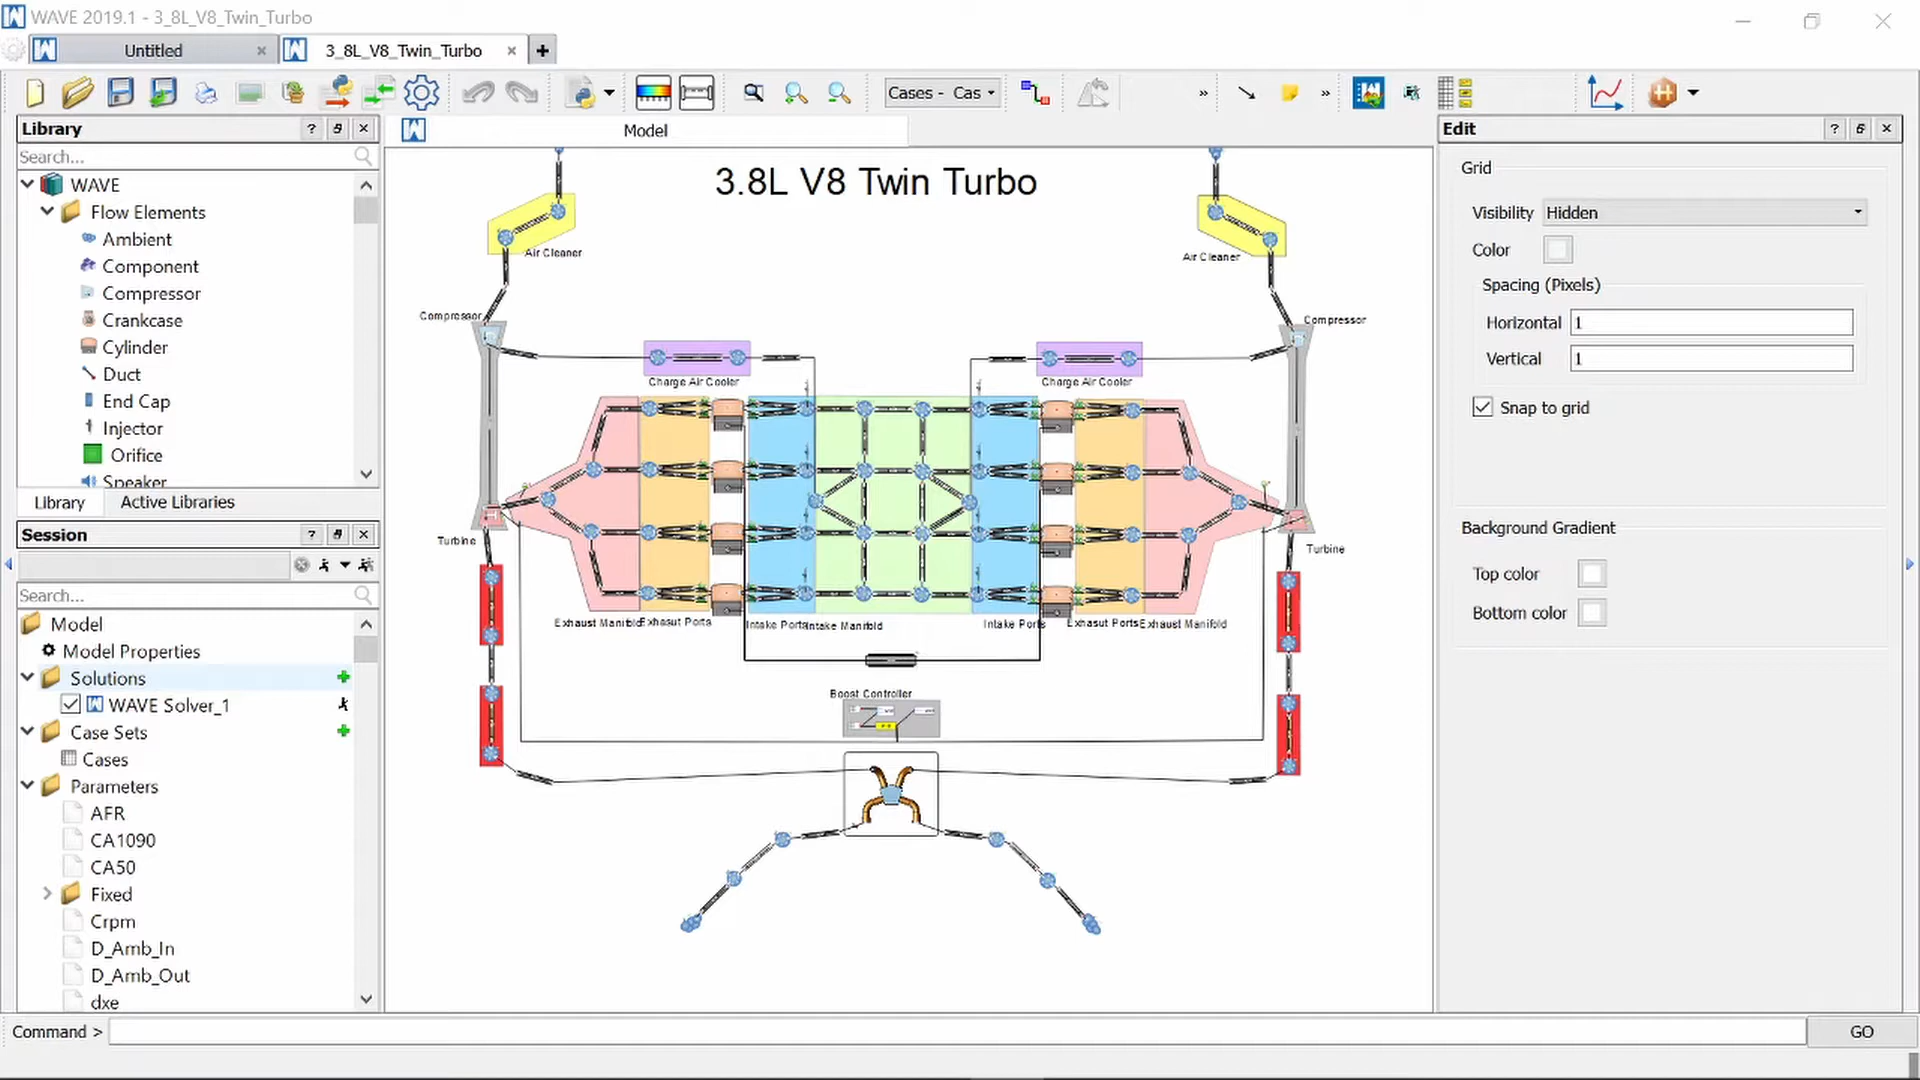 WAVE 2019.1 - 3_8L_V8_Twin_Turbo
Untitled
3_8L_V8_Twin_Turbo
Cases - Cas
Library
Search...
WAVE
Flow Elements
Ambient
Component
Compressor
Crankcase
Cylinder
Duct
End Cap
Injector
Orifice
Speaker
Library
Active Libraries
Session
Search...
Model
Model Properties
Solutions
WAVE Solver_1
Case Sets
Cases
Parameters
AFR
CA1090
CA50
Fixed
Crpm
D_Amb_In
D_Amb_Out
dxe
Model
3.8L V8 Twin Turbo
Air Cleaner
Air Cleaner
Compressor
Compressor
Charge Air Cooler
Charge Air Cooler
Turbine
Turbine
Exhaust Manifold
Exhasut Ports
Intake Ports
Intake Manifold
Intake Ports
Exhasut Ports
Exhaust Manifold
Boost Controller
Edit
Grid
Visibility
Hidden
Color
Spacing (Pixels)
Horizontal
1
Vertical
1
Snap to grid
Background Gradient
Top color
Bottom color
Command >
GO